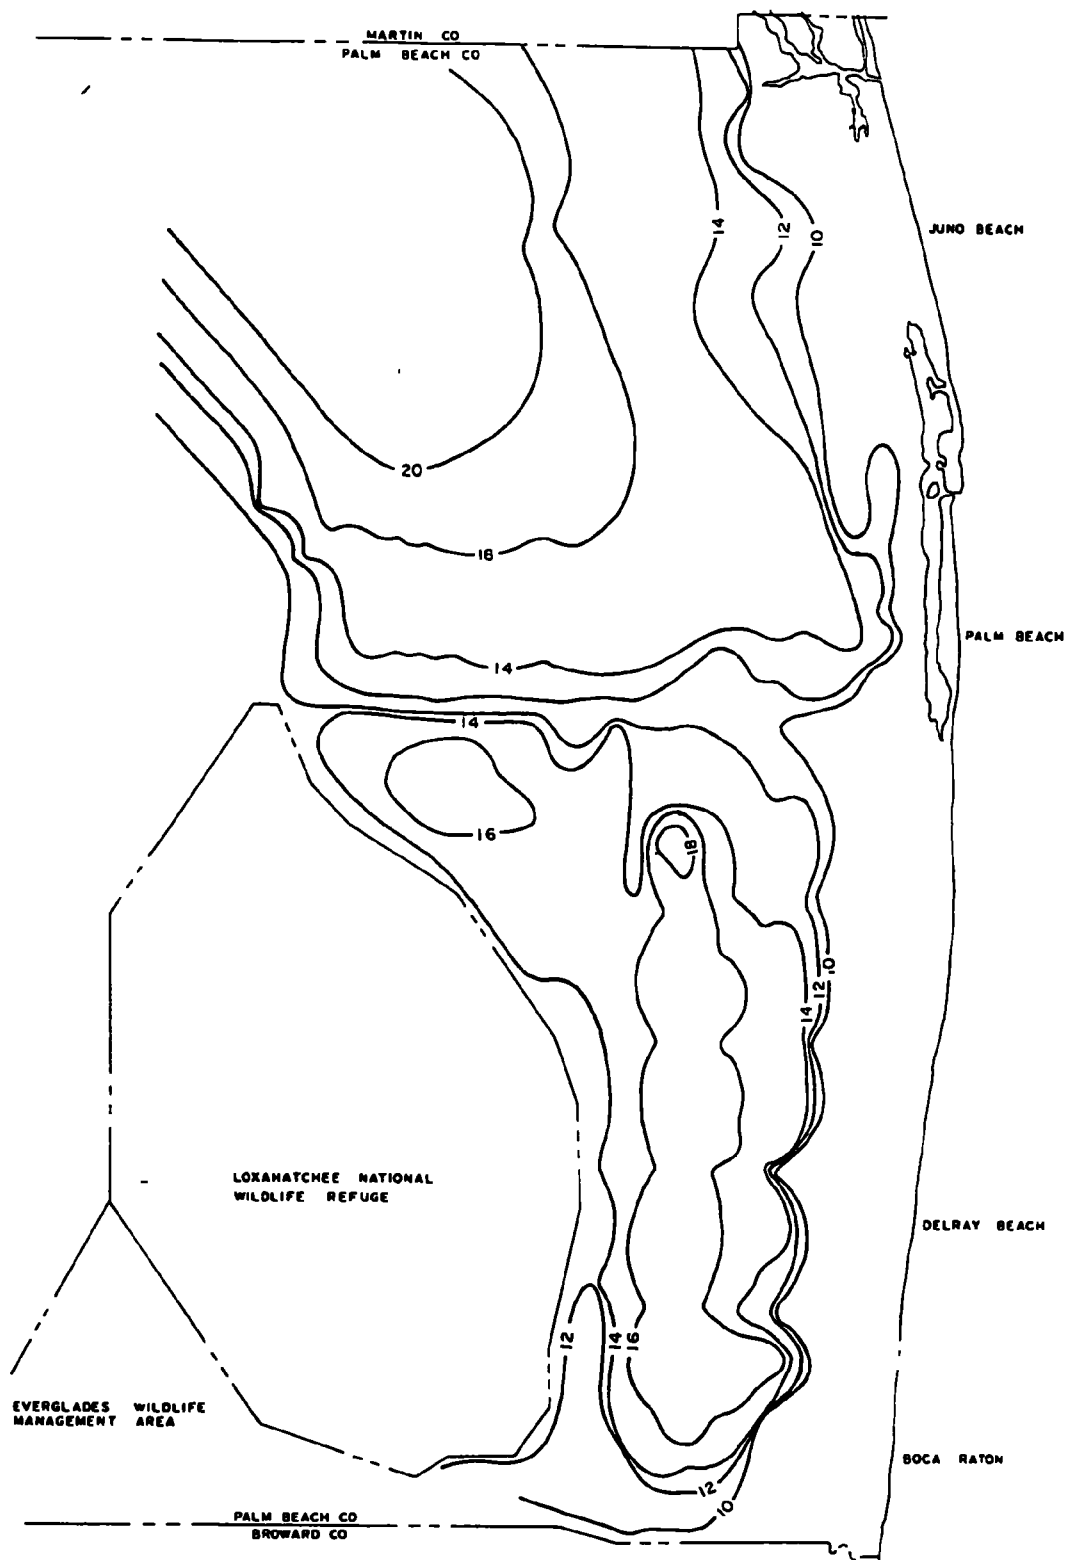 MARTIN CO
PALM BEACH CO
14
12
10
JUNO BEACH
20
18
PALM BEACH
14
14
16
18
10
12
14
LOXAHATCHEE NATIONAL
WILDLIFE REFUGE
DELRAY BEACH
12
14
16
EVERGLADES WILDLIFE
MANAGEMENT AREA
BOCA RATON
12
10
PALM BEACH CO
BROWARD CO